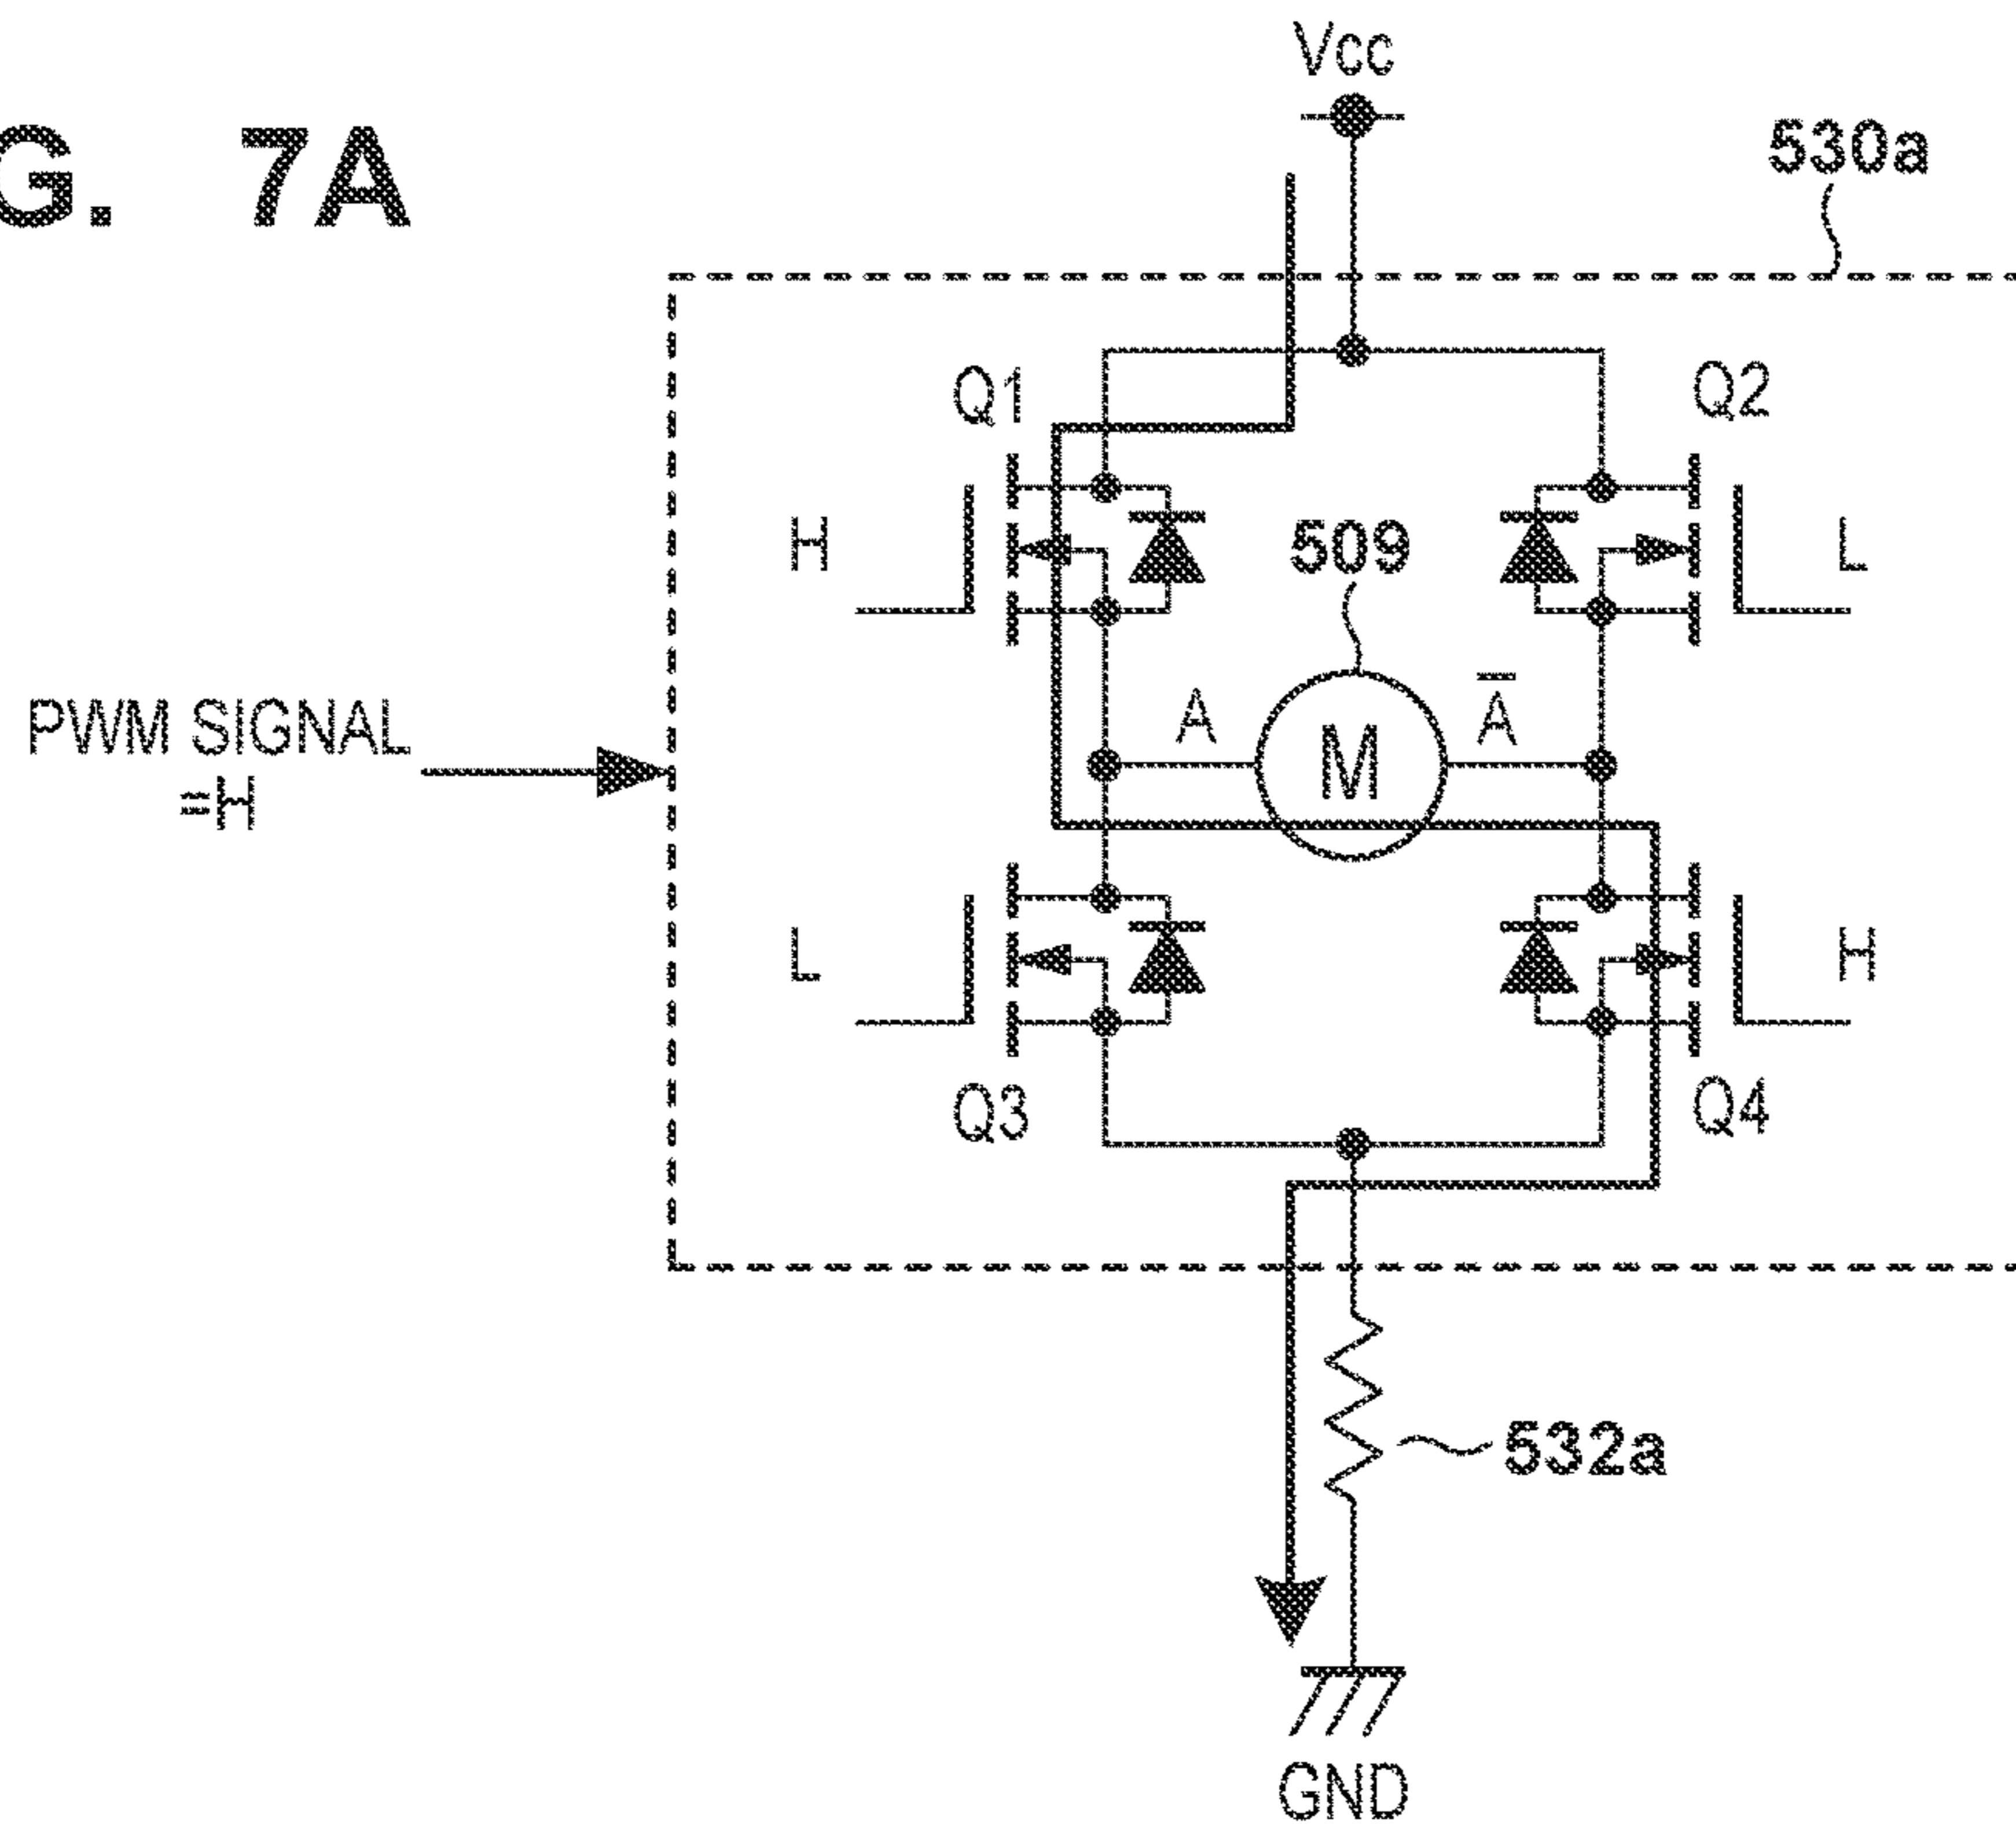 G. 7A
Vcc
530a
Q1
Q2
H
509
L
A
A̅
M
PWM SIGNAL
=H
L
H
Q3
Q4
532a
GND